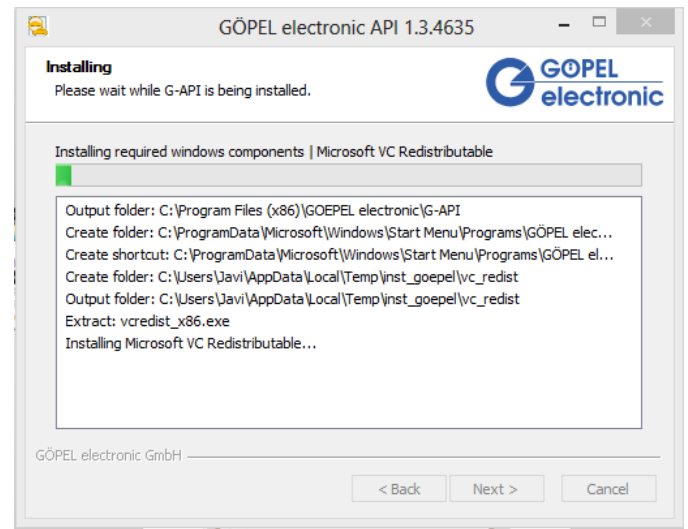 GÖPEL electronic API 1.3.4635
Installing
Please wait while G-API is being installed.
GÖPEL
electronic
Installing required windows components | Microsoft VC Redistributable
Output folder: C:\Program Files (x86)\GOEPEL electronic\G-API
Create folder: C:\ProgramData\Microsoft\Windows\Start Menu\Programs\GÖPEL elec...
Create shortcut: C:\ProgramData\Microsoft\Windows\Start Menu\Programs\GÖPEL el...
Create folder: C:\Users\Javi\AppData\Local\Temp\inst_goepel\vc_redist
Output folder: C:\Users\Javi\AppData\Local\Temp\inst_goepel\vc_redist
Extract: vcredist_x86.exe
Installing Microsoft VC Redistributable...
GÖPEL electronic GmbH
< Back Next > Cancel